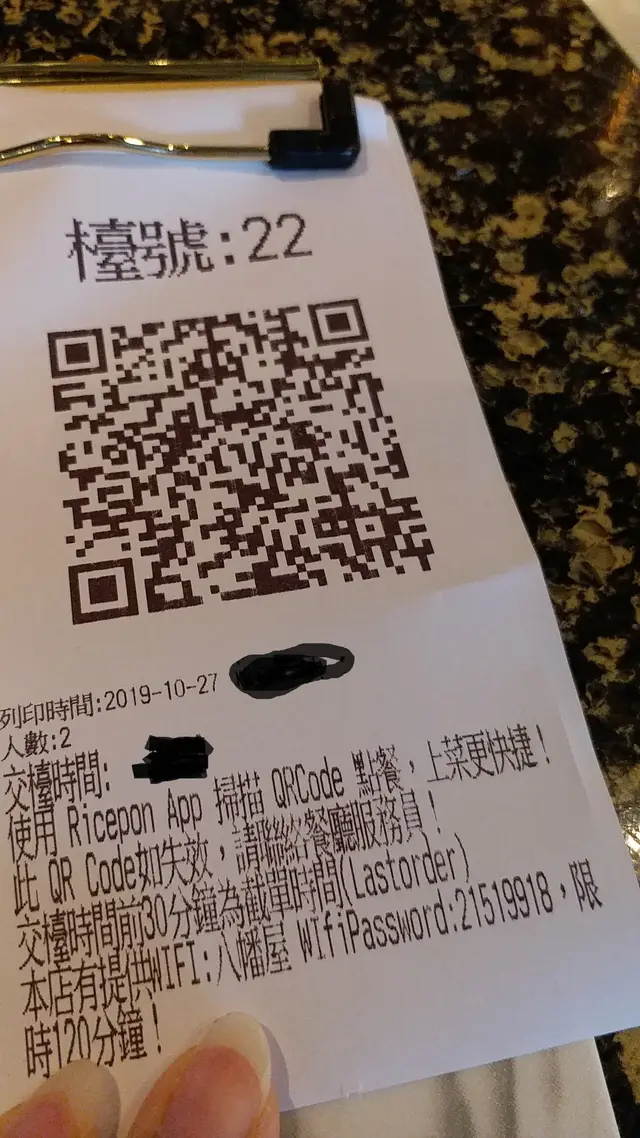 檯號:22
列印時間:2019-10-27
人數:2
交檯時間:
使用 Ricepon App 掃描 QRCode 點餐，上菜更快捷！
此 QR Code如失效，請聯絡餐廳服務員！
交檯時間前30分鐘為截單時間(Lastorder)
本店有提供WIFI:八幡屋 WifiPassword:21519918，限
時120分鐘！